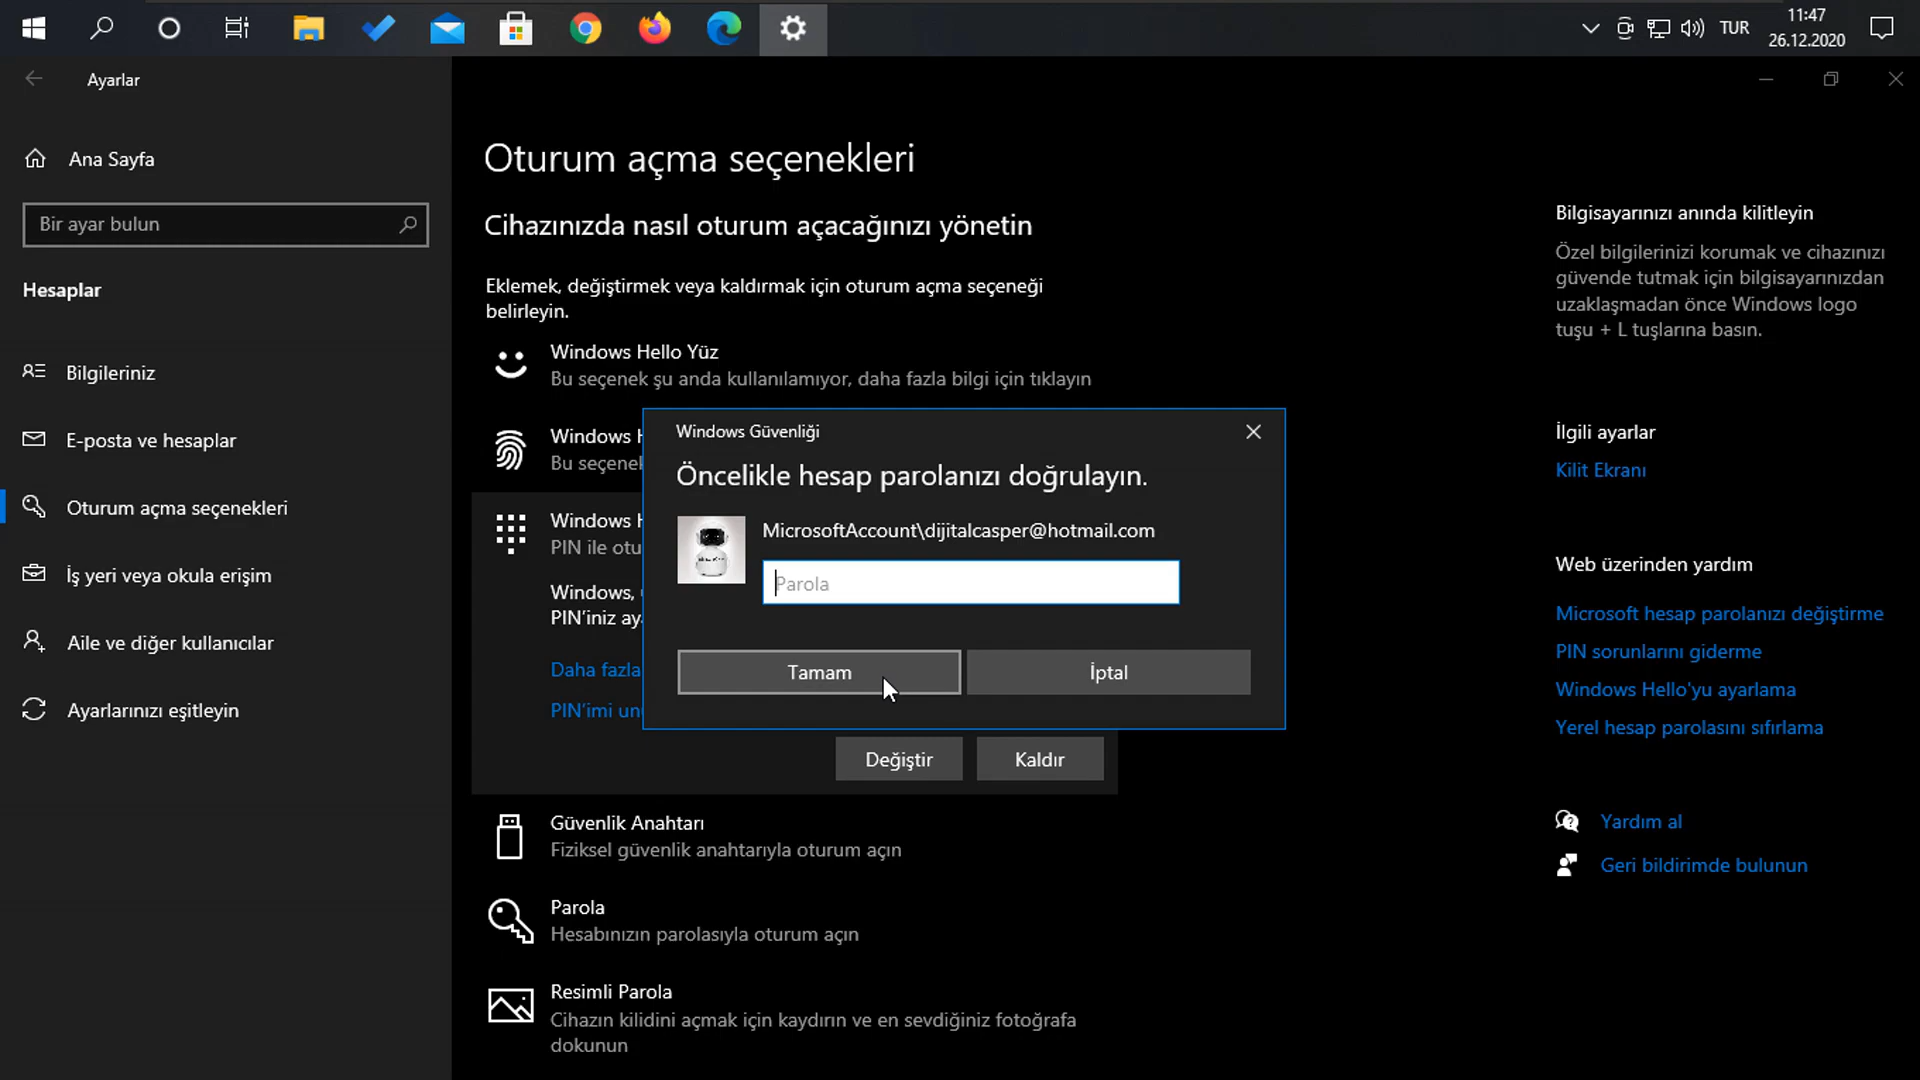 TUR
11:47
26.12.2020
Ayarlar
Ana Sayfa
Bir ayar bulun
Hesaplar
Bilgileriniz
E-posta ve hesaplar
Oturum açma seçenekleri
İş yeri veya okula erişim
Aile ve diğer kullanıcılar
Ayarlarınızı eşitleyin
Oturum açma seçenekleri
Cihazınızda nasıl oturum açacağınızı yönetin
Eklemek, değiştirmek veya kaldırmak için oturum açma seçeneği
belirleyin.
Windows Hello Yüz
Bu seçenek şu anda kullanılamıyor, daha fazla bilgi için tıklayın
Windows
Bu
Windows
PIN ile
Windows,
PIN'iniz
Daha fazla
PIN'imi
Windows Güvenliği
Öncelikle hesap parolanızı doğrulayın.
MicrosoftAccount\dijitalcasper@hotmail.com
Parola
Tamam
İptal
Değiştir
Kaldır
Güvenlik Anahtarı
Fiziksel güvenlik anahtarıyla oturum açın
Parola
Hesabınızın parolasıyla oturum açın
Resimli Parola
Cihazın kilidini açmak için kaydırın ve en sevdiğiniz fotoğrafa
dokunun
Bilgisayarınızı anında kilitleyin
Özel bilgilerinizi korumak ve cihazınızı
güvende tutmak için bilgisayarınızdan
uzaklaşmadan önce Windows logo
tuşu + L tuşlarına basın.
İlgili ayarlar
Kilit Ekranı
Web üzerinden yardım
Microsoft hesap parolanızı değiştirme
PIN sorunlarını giderme
Windows Hello'yu ayarlama
Yerel hesap parolasını sıfırlama
Yardım al
Geri bildirimde bulunun